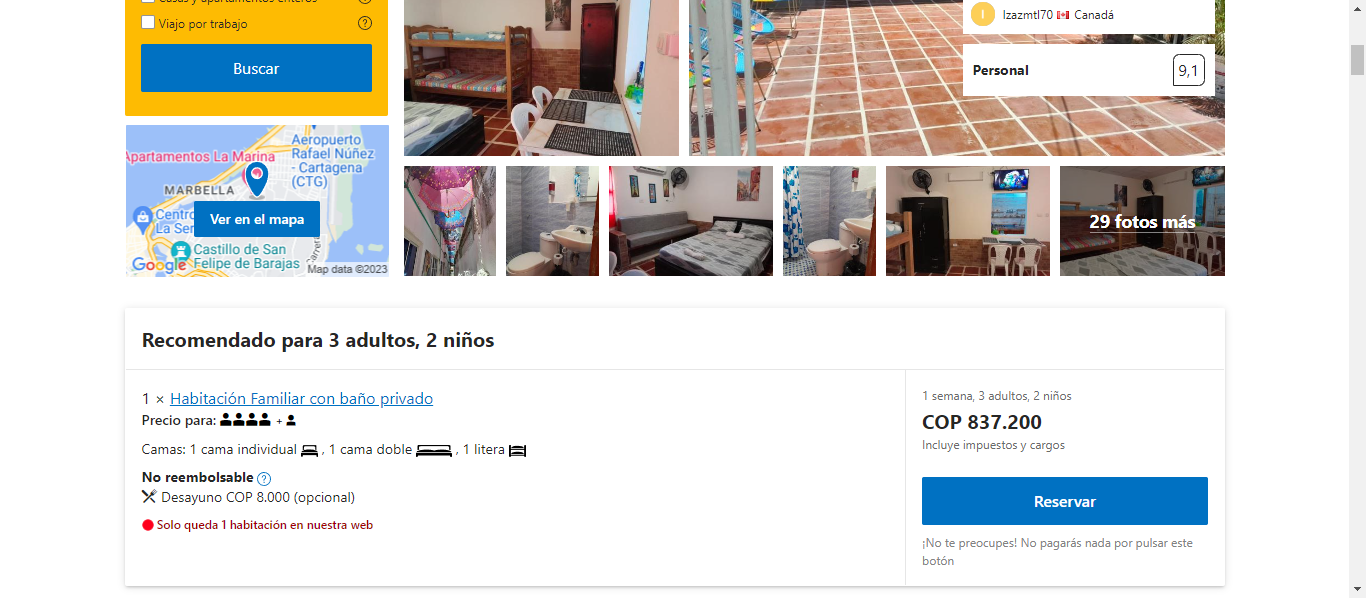 Casas y apartamentos enteros
Viajo por trabajo
Buscar
Izazmtl70 Canadá
Personal
9,1
Aeropuerto
Rafael Núñez
- Cartagena
(CTG)
Apartamentos La Marina
MARBELLA
Ver en el mapa
Centro
La Ser
Castillo de San
Felipe de Barajas
Carrera
Google
Map data ©2023
29 fotos más
Recomendado para 3 adultos, 2 niños
1 × Habitación Familiar con baño privado
Precio para: +
Camas: 1 cama individual , 1 cama doble , 1 litera
No reembolsable
Desayuno COP 8.000 (opcional)
Solo queda 1 habitación en nuestra web
1 semana, 3 adultos, 2 niños
COP 837.200
Incluye impuestos y cargos
Reservar
¡No te preocupes! No pagarás nada por pulsar este
botón